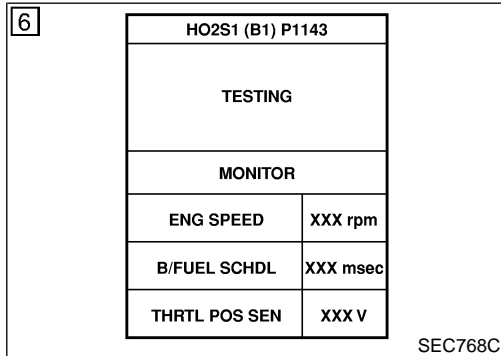 6
HO2S1 (B1) P1143
TESTING
MONITOR
ENG SPEED XXX rpm
B/FUEL SCHDL XXX msec
THRTL POS SEN XXX V
SEC768C